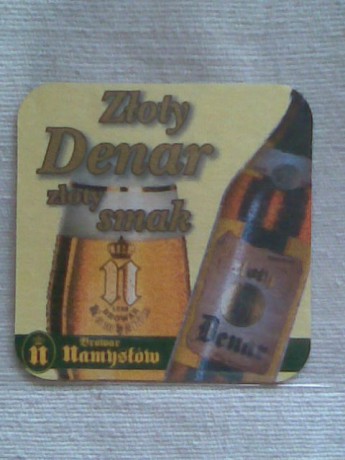 Złoty
Denar
złoty
smak
n
Złoty
Denar
n
Browar
Namysłów